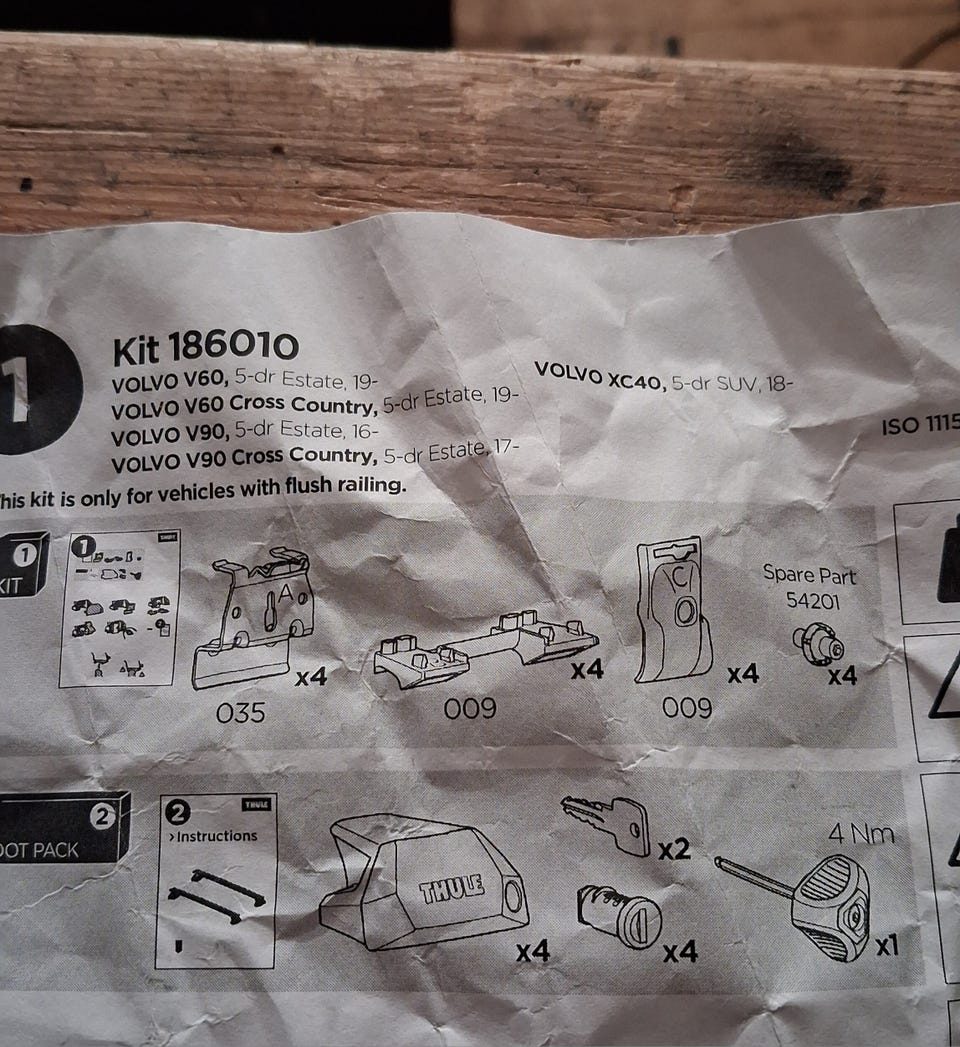 1
Kit 186010
VOLVO V60, 5-dr Estate, 19-
VOLVO V60 Cross Country, 5-dr Estate, 19-
VOLVO V90, 5-dr Estate, 16-
VOLVO V90 Cross Country, 5-dr Estate, 17-
VOLVO XC40, 5-dr SUV, 18-
ISO 1115
his kit is only for vehicles with flush railing.
1
KIT
1
A
x4
035
x4
009
C
x4
009
Spare Part
54201
x4
2
OOT PACK
2
THULE
>Instructions
THULE
x4
x2
x4
4 Nm
x1